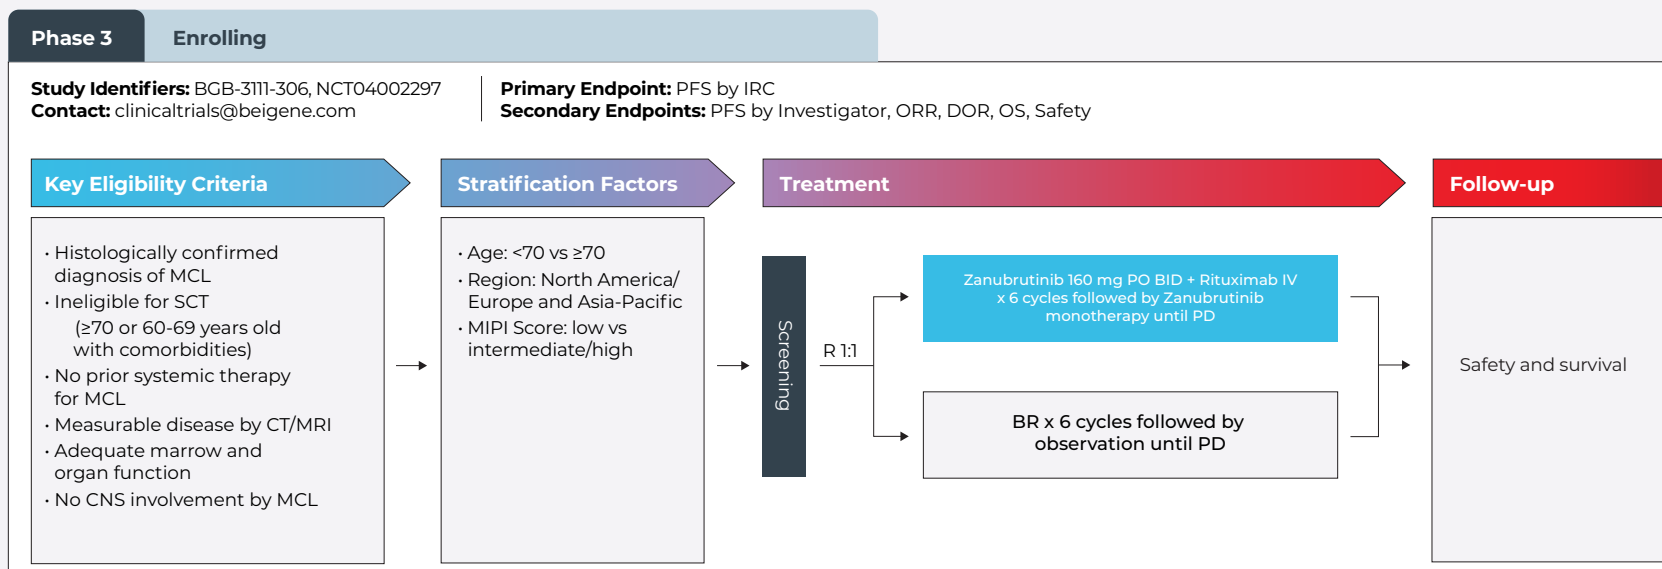 Phase 3
Enrolling
Study Identifiers: BGB-3111-306, NCT04002297
Contact: clinicaltrials@beigene.com
Primary Endpoint: PFS by IRC
Secondary Endpoints: PFS by Investigator, ORR, DOR, OS, Safety
Key Eligibility Criteria
· Histologically confirmed
diagnosis of MCL
· Ineligible for SCT
(≥70 or 60-69 years old
with comorbidities)
· No prior systemic therapy
for MCL
· Measurable disease by CT/MRI
· Adequate marrow and
organ function
· No CNS involvement by MCL
Stratification Factors
· Age: <70 vs ≥70
· Region: North America/
Europe and Asia-Pacific
· MIPI Score: low vs
intermediate/high
Treatment
Screening
R 1:1
Zanubrutinib 160 mg PO BID + Rituximab IV
x 6 cycles followed by Zanubrutinib
monotherapy until PD
BR x 6 cycles followed by
observation until PD
Follow-up
Safety and survival